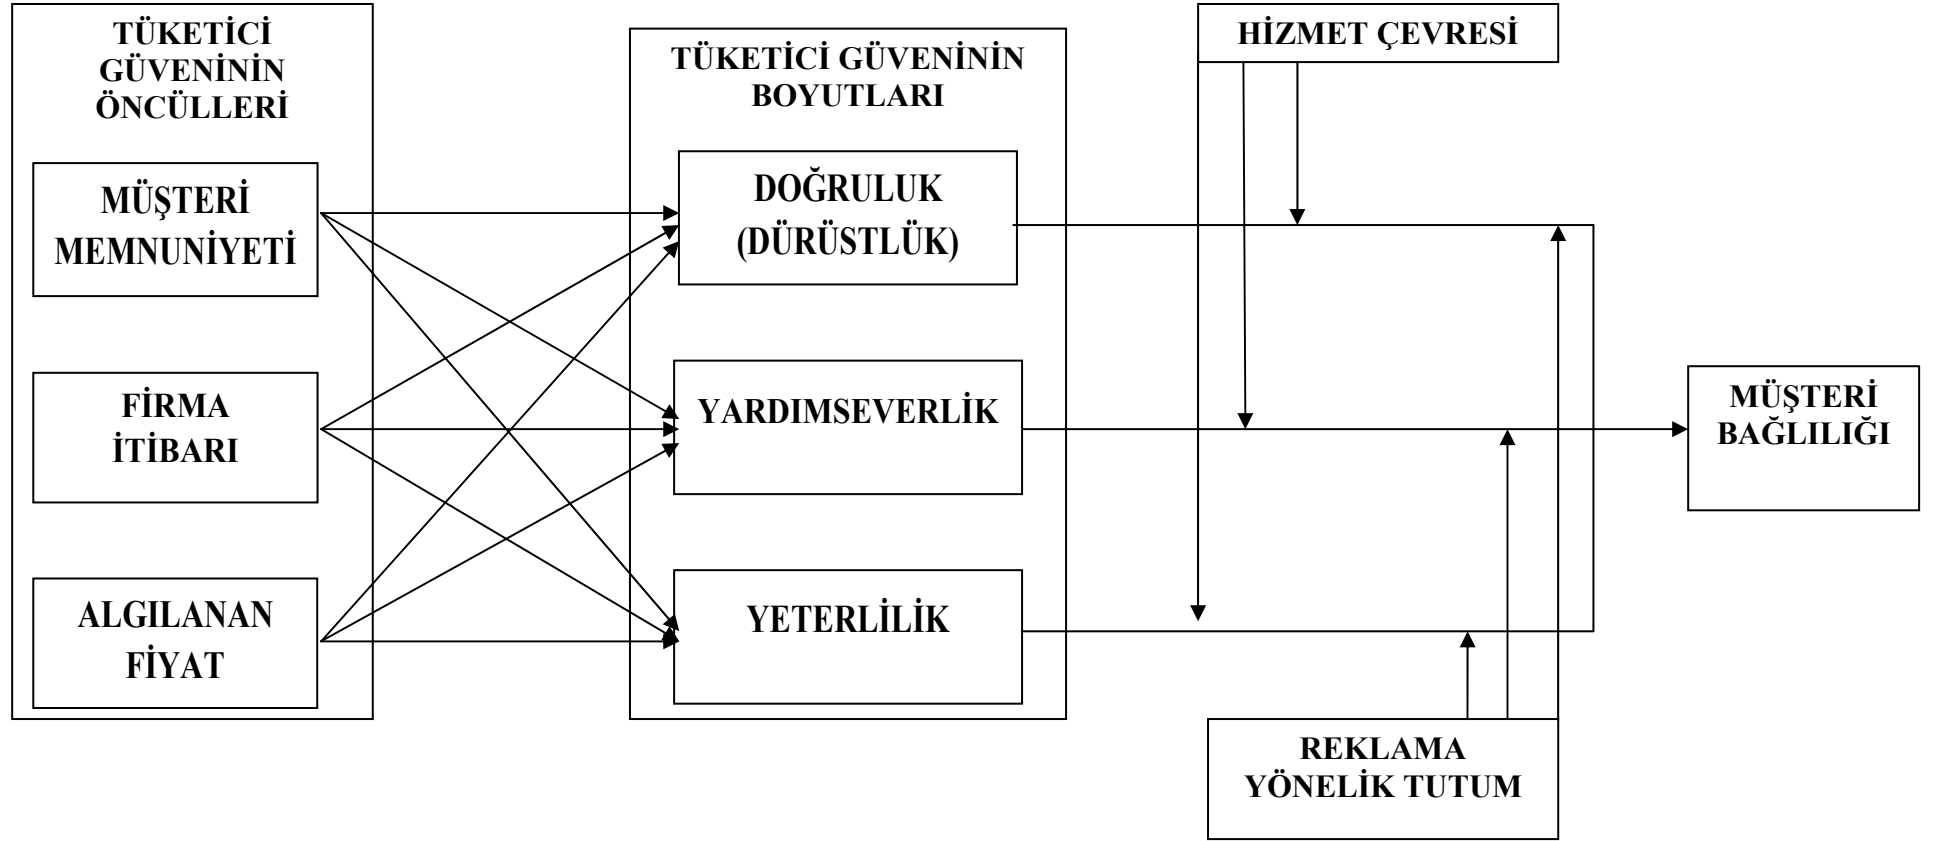 TÜKETİCİ
GÜVENİNİN
ÖNCÜLLERİ
MÜŞTERİ
MEMNUNİYETİ
FİRMA
İTİBARI
ALGILANAN
FİYAT
TÜKETİCİ GÜVENİNİN
BOYUTLARI
DOĞRULUK
(DÜRÜSTLÜK)
YARDIMSEVERLİK
YETERLİLİK
HİZMET ÇEVRESİ
REKLAMA
YÖNELİK TUTUM
MÜŞTERİ
BAĞLILIĞI